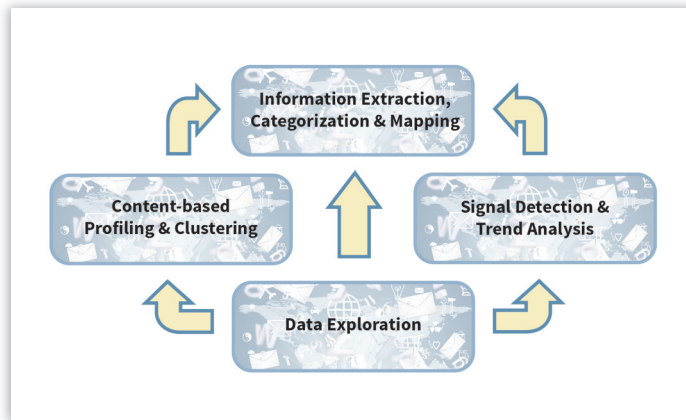 Information Extraction,
Categorization & Mapping
Content-based
Profiling & Clustering
Signal Detection &
Trend Analysis
Data Exploration